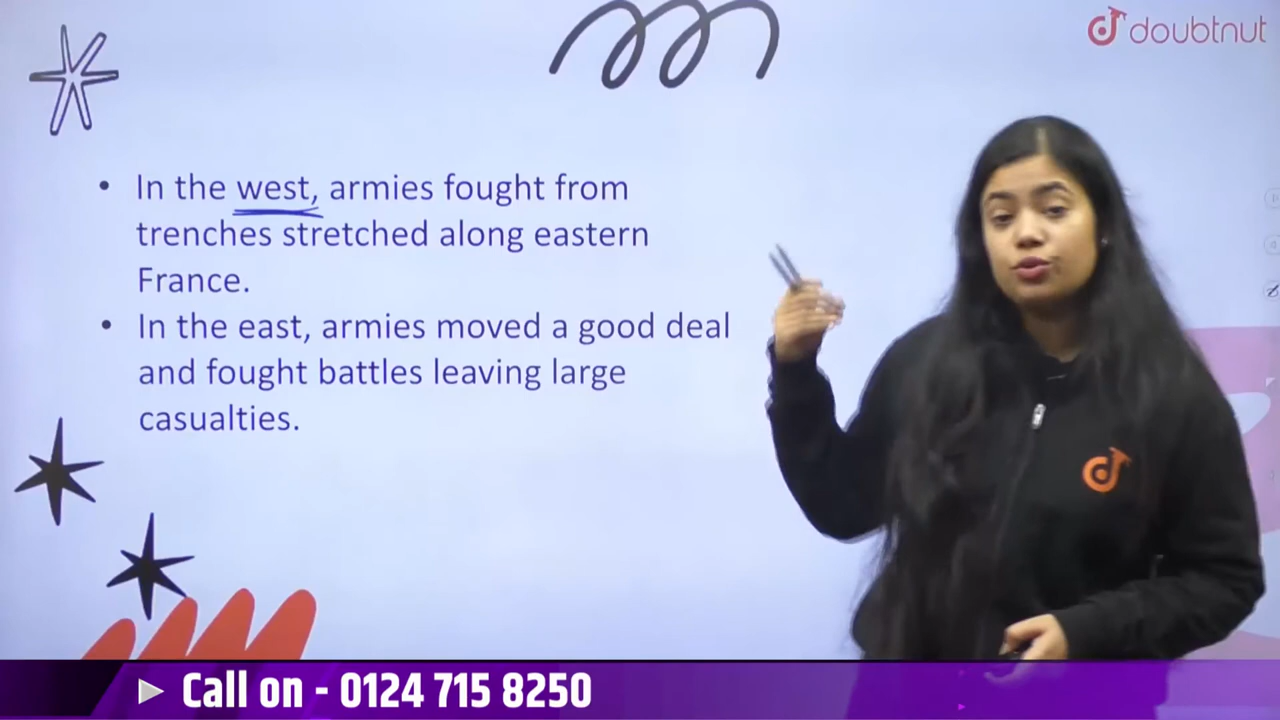 doubtnut
• In the west, armies fought from
trenches stretched along eastern
France.
• In the east, armies moved a good deal
and fought battles leaving large
casualties.
Call on - 0124 715 8250